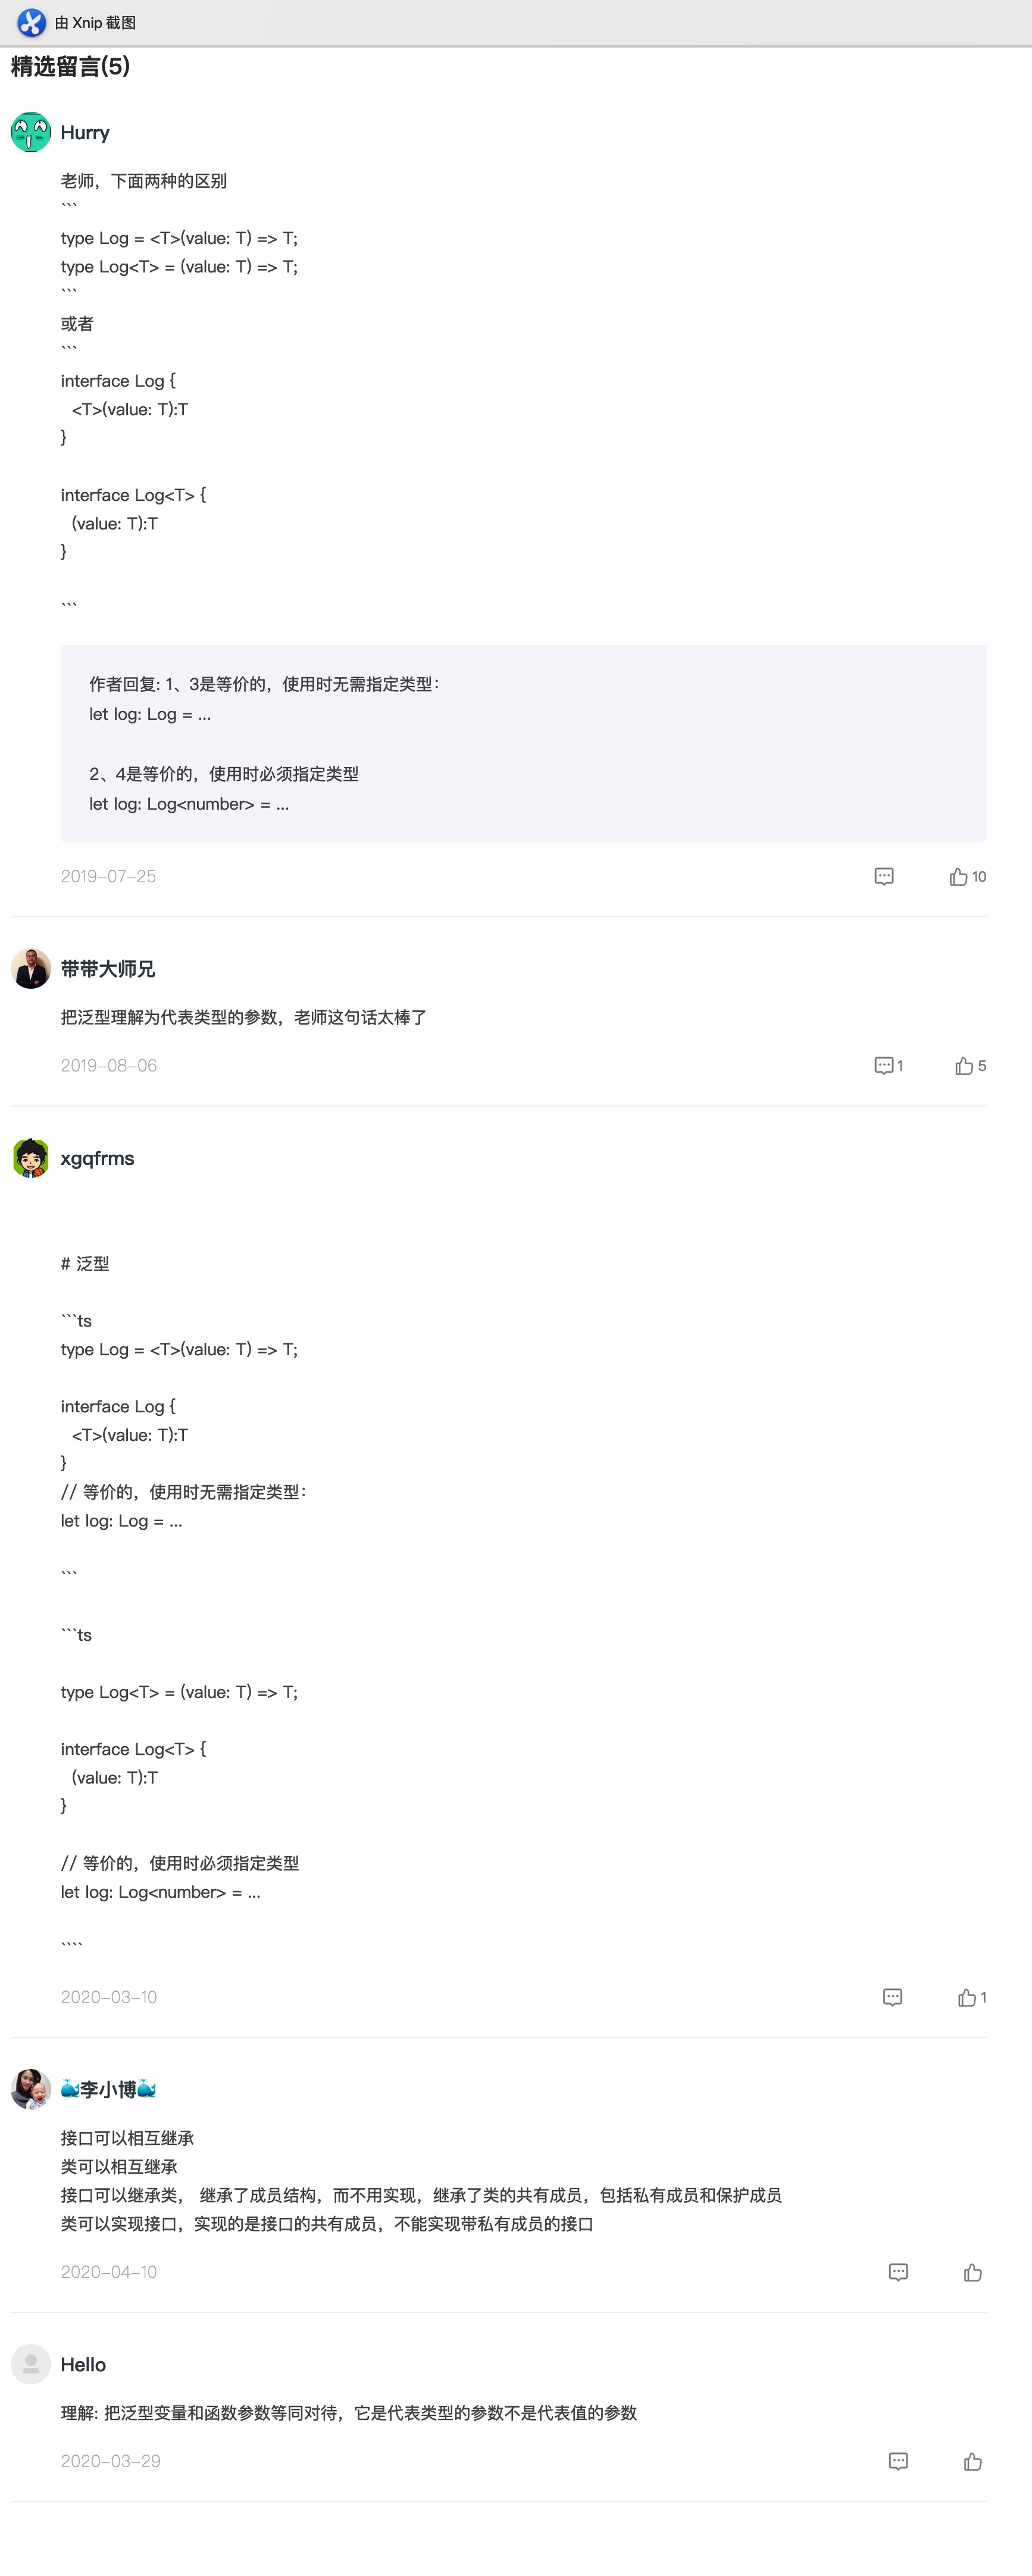 由 Xnip 截图
精选留言(5)
Hurry
老师，下面两种的区别
```
type Log = <T>(value: T) => T;
type Log<T> = (value: T) => T;
```
或者
```
interface Log {
  <T>(value: T):T
}
interface Log<T> {
  (value: T):T
}
```
作者回复: 1、3是等价的，使用时无需指定类型：
let log: Log = ...
2、4是等价的，使用时必须指定类型
let log: Log<number> = ...
2019-07-25 10
带带大师兄
把泛型理解为代表类型的参数，老师这句话太棒了
2019-08-06 1 5
xgqfrms
# 泛型
```ts
type Log = <T>(value: T) => T;
interface Log {
  <T>(value: T):T
}
// 等价的，使用时无需指定类型：
let log: Log = ...
```
```ts
type Log<T> = (value: T) => T;
interface Log<T> {
  (value: T):T
}
// 等价的，使用时必须指定类型
let log: Log<number> = ...
````
2020-03-10 1
🐳李小博🐳
接口可以相互继承
类可以相互继承
接口可以继承类， 继承了成员结构，而不用实现，继承了类的共有成员，包括私有成员和保护成员
类可以实现接口，实现的是接口的共有成员，不能实现带私有成员的接口
2020-04-10
Hello
理解: 把泛型变量和函数参数等同对待，它是代表类型的参数不是代表值的参数
2020-03-29